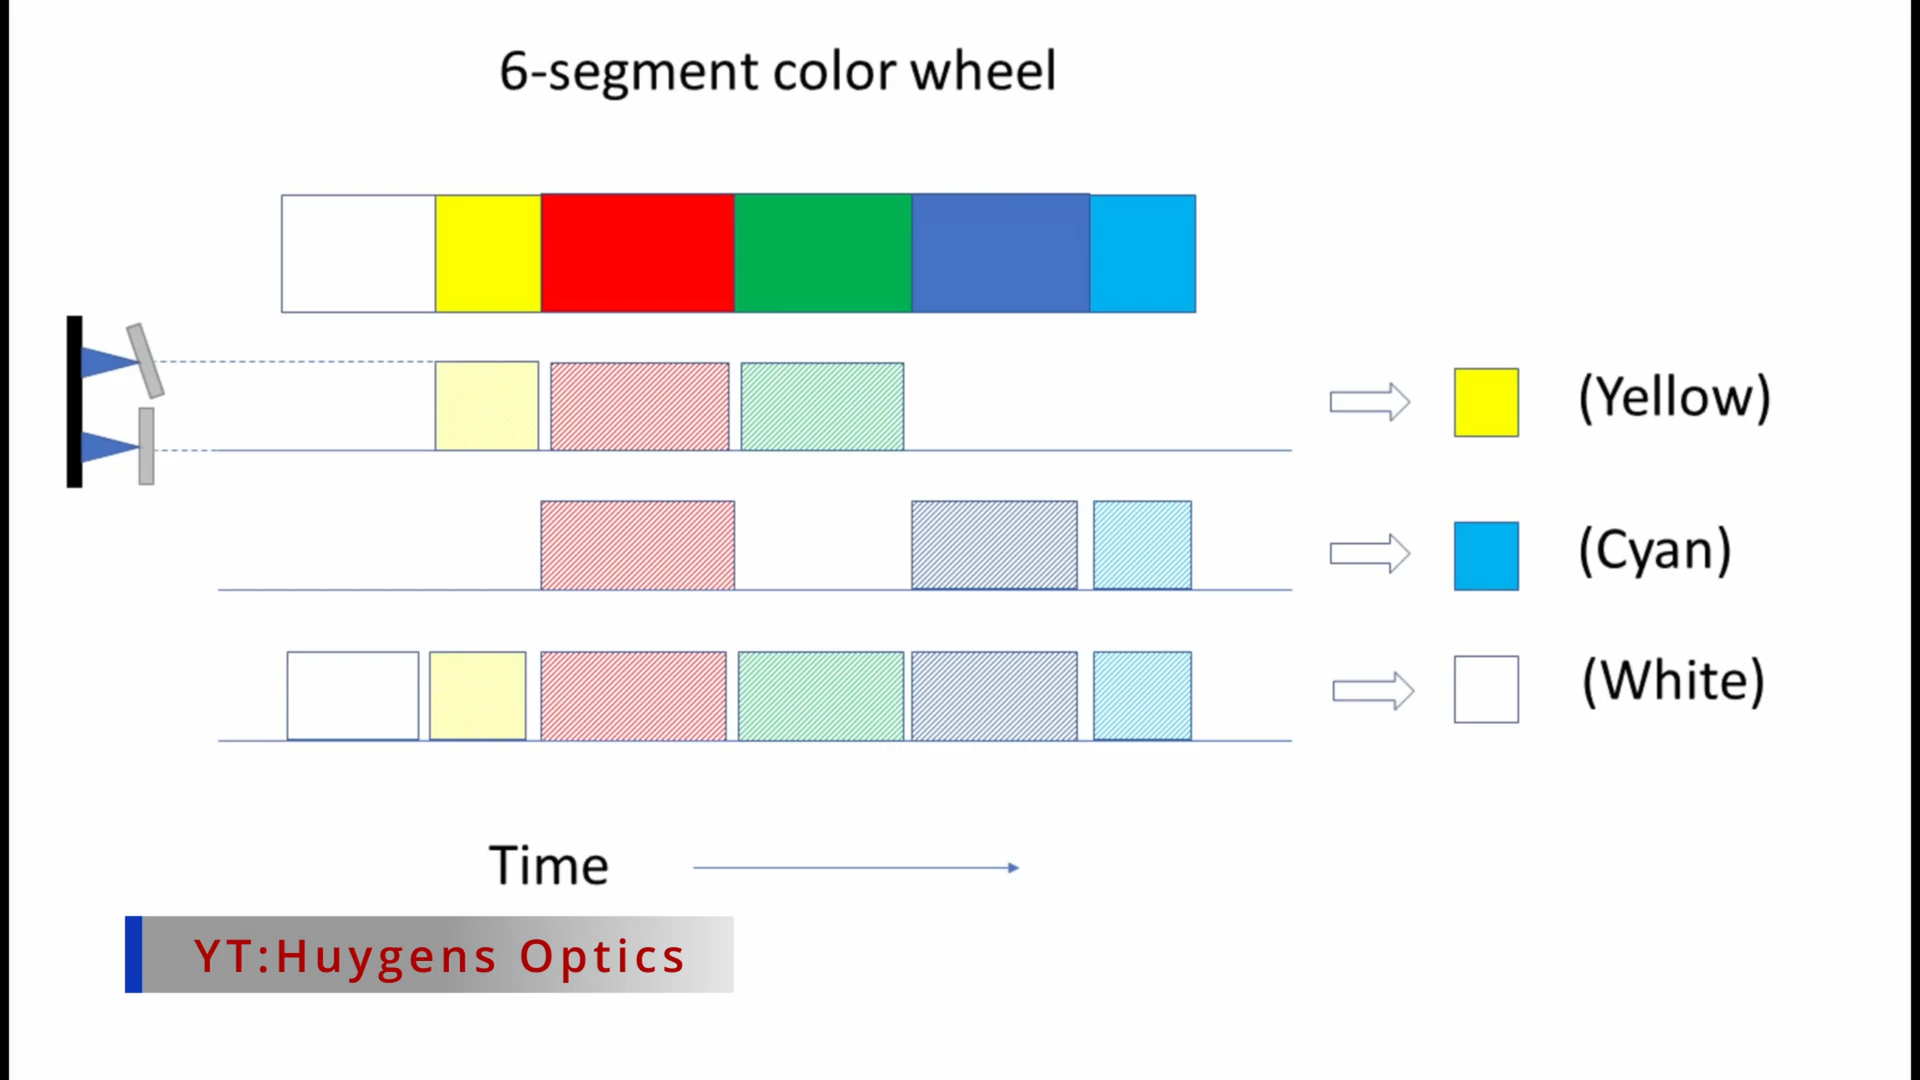 6-segment color wheel
(Yellow)
(Cyan)
(White)
Time
YT:Huygens Optics